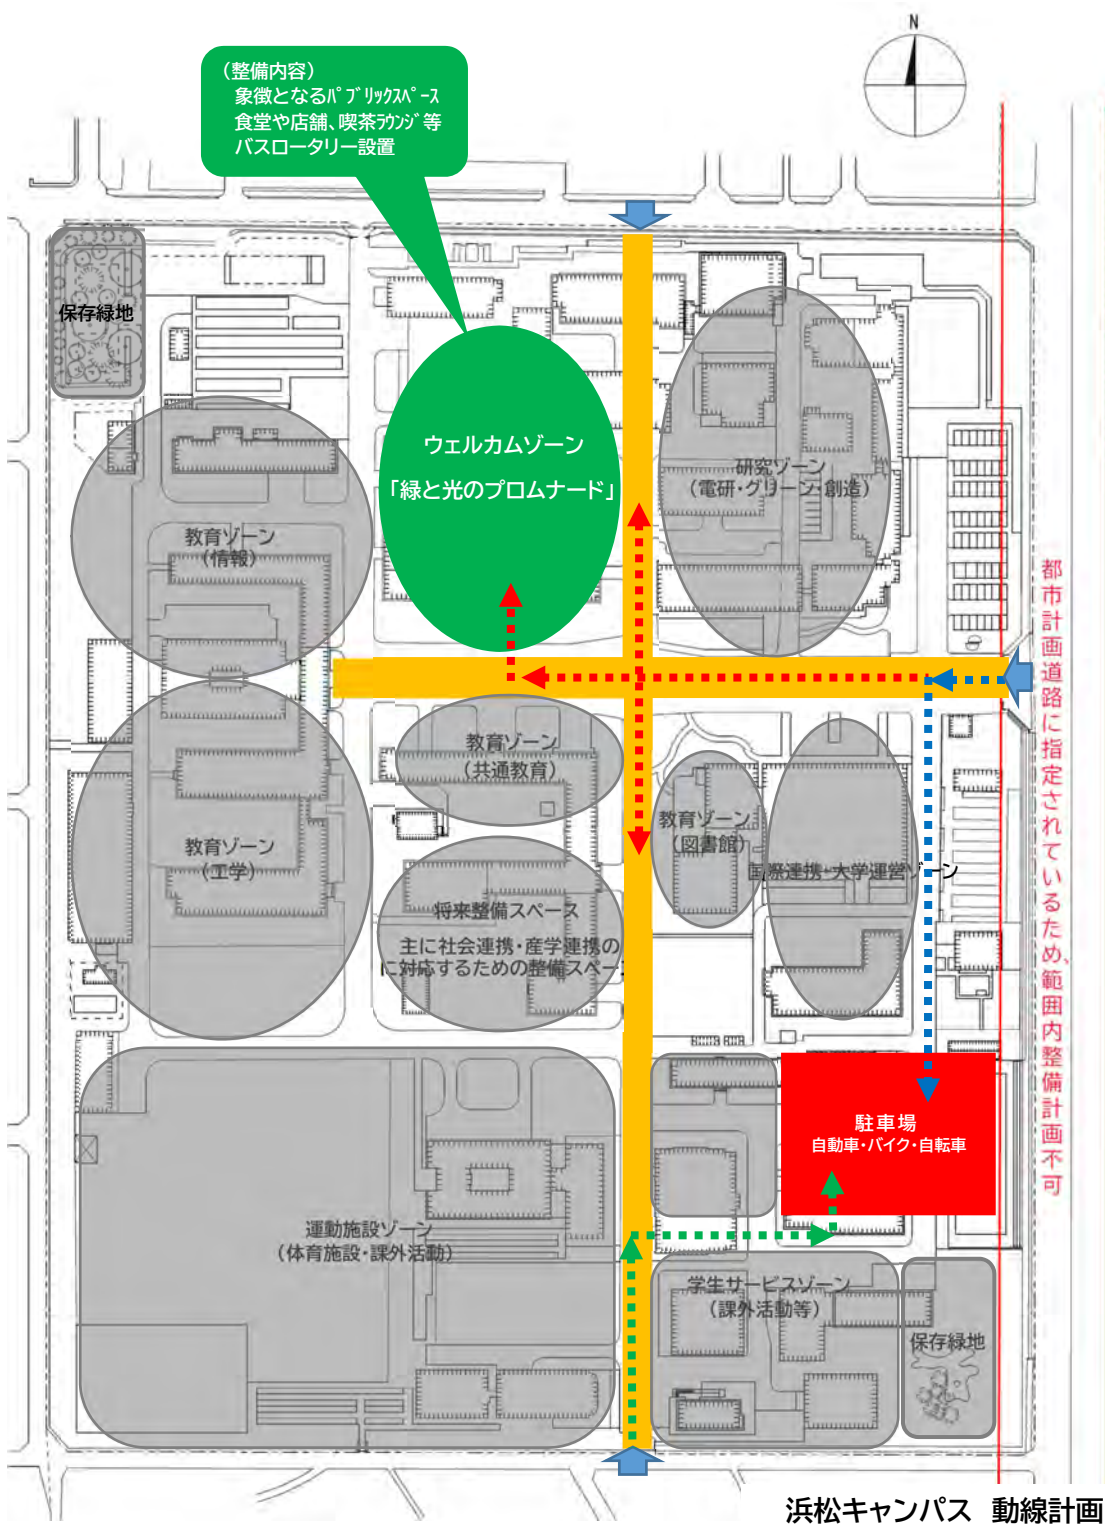 N
(整備内容)
象徴となるパブリックスペース
食堂や店舗、喫茶ラウンジ等
バスロータリー設置
保存緑地
ウェルカムゾーン
「緑と光のプロムナード」
研究ゾーン
(電研・グリーン・創造)
教育ゾーン
(情報)
都市計画道路に指定されているため、範囲内整備計画不可
教育ゾーン
(共通教育)
教育ゾーン
(図書館)
国際連携・大学運営ゾーン
教育ゾーン
(工学)
将来整備スペース
主に社会連携・産学連携の
に対応するための整備スペー
駐車場
自動車・バイク・自転車
運動施設ゾーン
(体育施設・課外活動)
学生サービスゾーン
(課外活動等)
保存緑地
浜松キャンパス 動線計画